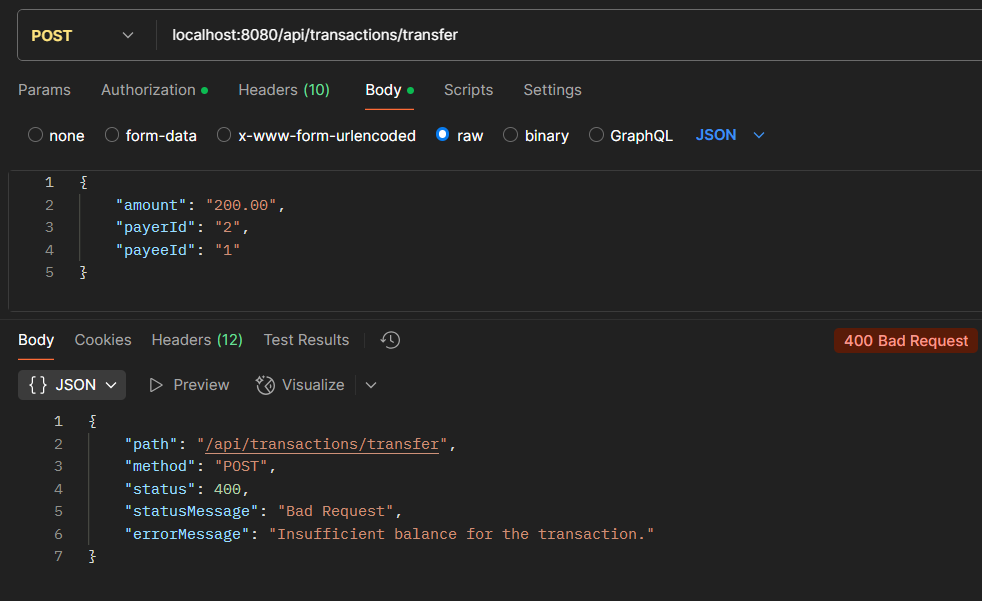 POST localhost:8080/api/transactions/transfer
Params Authorization Headers (10) Body Scripts Settings
none form-data x-www-form-urlencoded raw binary GraphQL JSON
1 {
2 "amount": "200.00",
3 "payerId": "2",
4 "payeeId": "1"
5 }
Body Cookies Headers (12) Test Results 400 Bad Request
{} JSON Preview Visualize
1 {
2 "path": "/api/transactions/transfer",
3 "method": "POST",
4 "status": 400,
5 "statusMessage": "Bad Request",
6 "errorMessage": "Insufficient balance for the transaction."
7 }